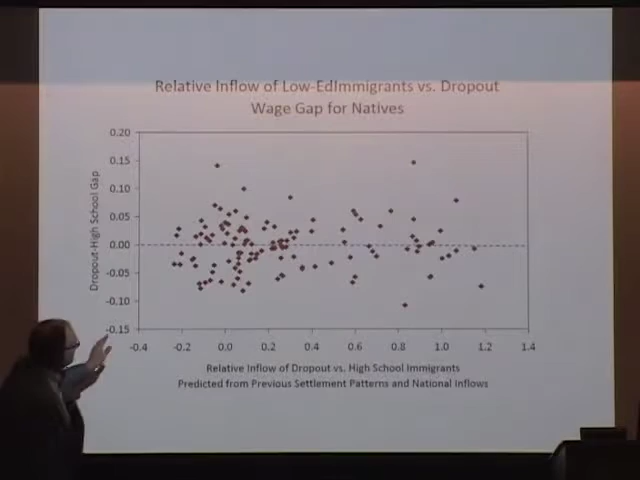 Relative Inflow of Low-EdImmigrants vs. Dropout
Wage Gap for Natives
0.20
0.15
0.10
0.05
0.00
-0.05
-0.10
-0.15
Dropout-High School Gap
-0.4 -0.2 0.0 0.2 0.4 0.6 0.8 1.0 1.2 1.4
Relative Inflow of Dropout vs. High School Immigrants
Predicted from Previous Settlement Patterns and National Inflows